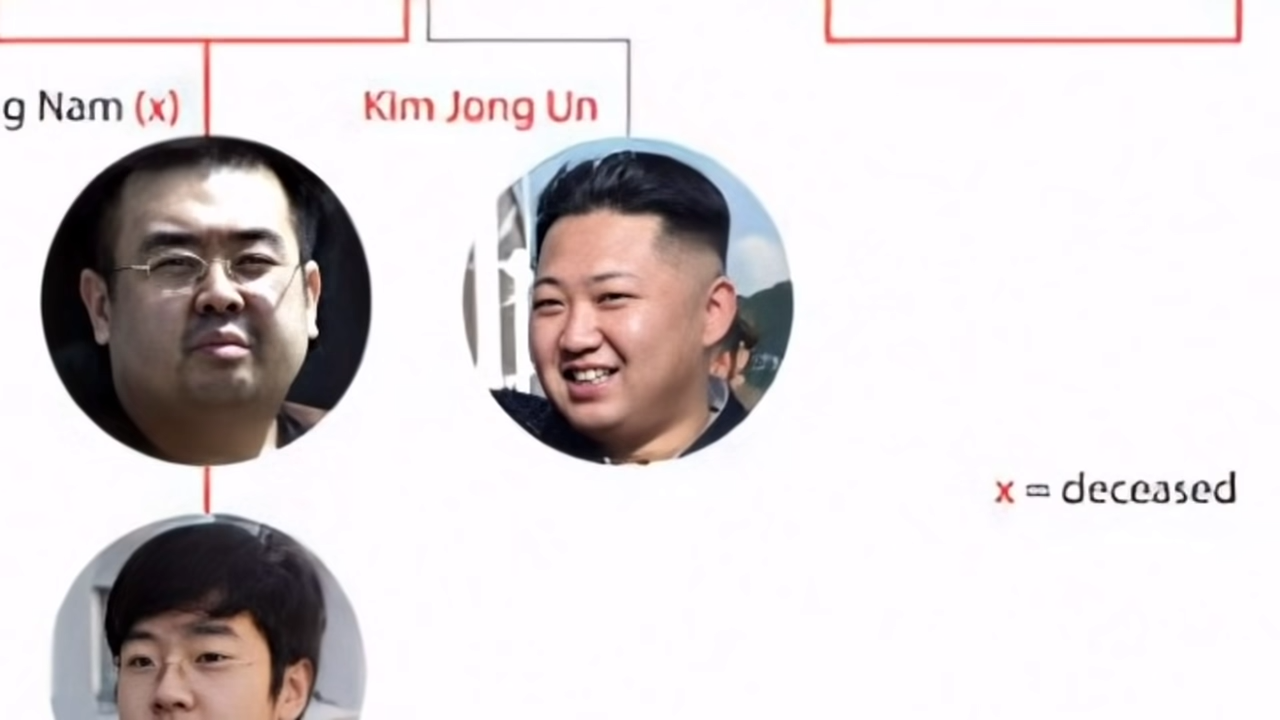 g Nam (x)
Kim Jong Un
x = deceased